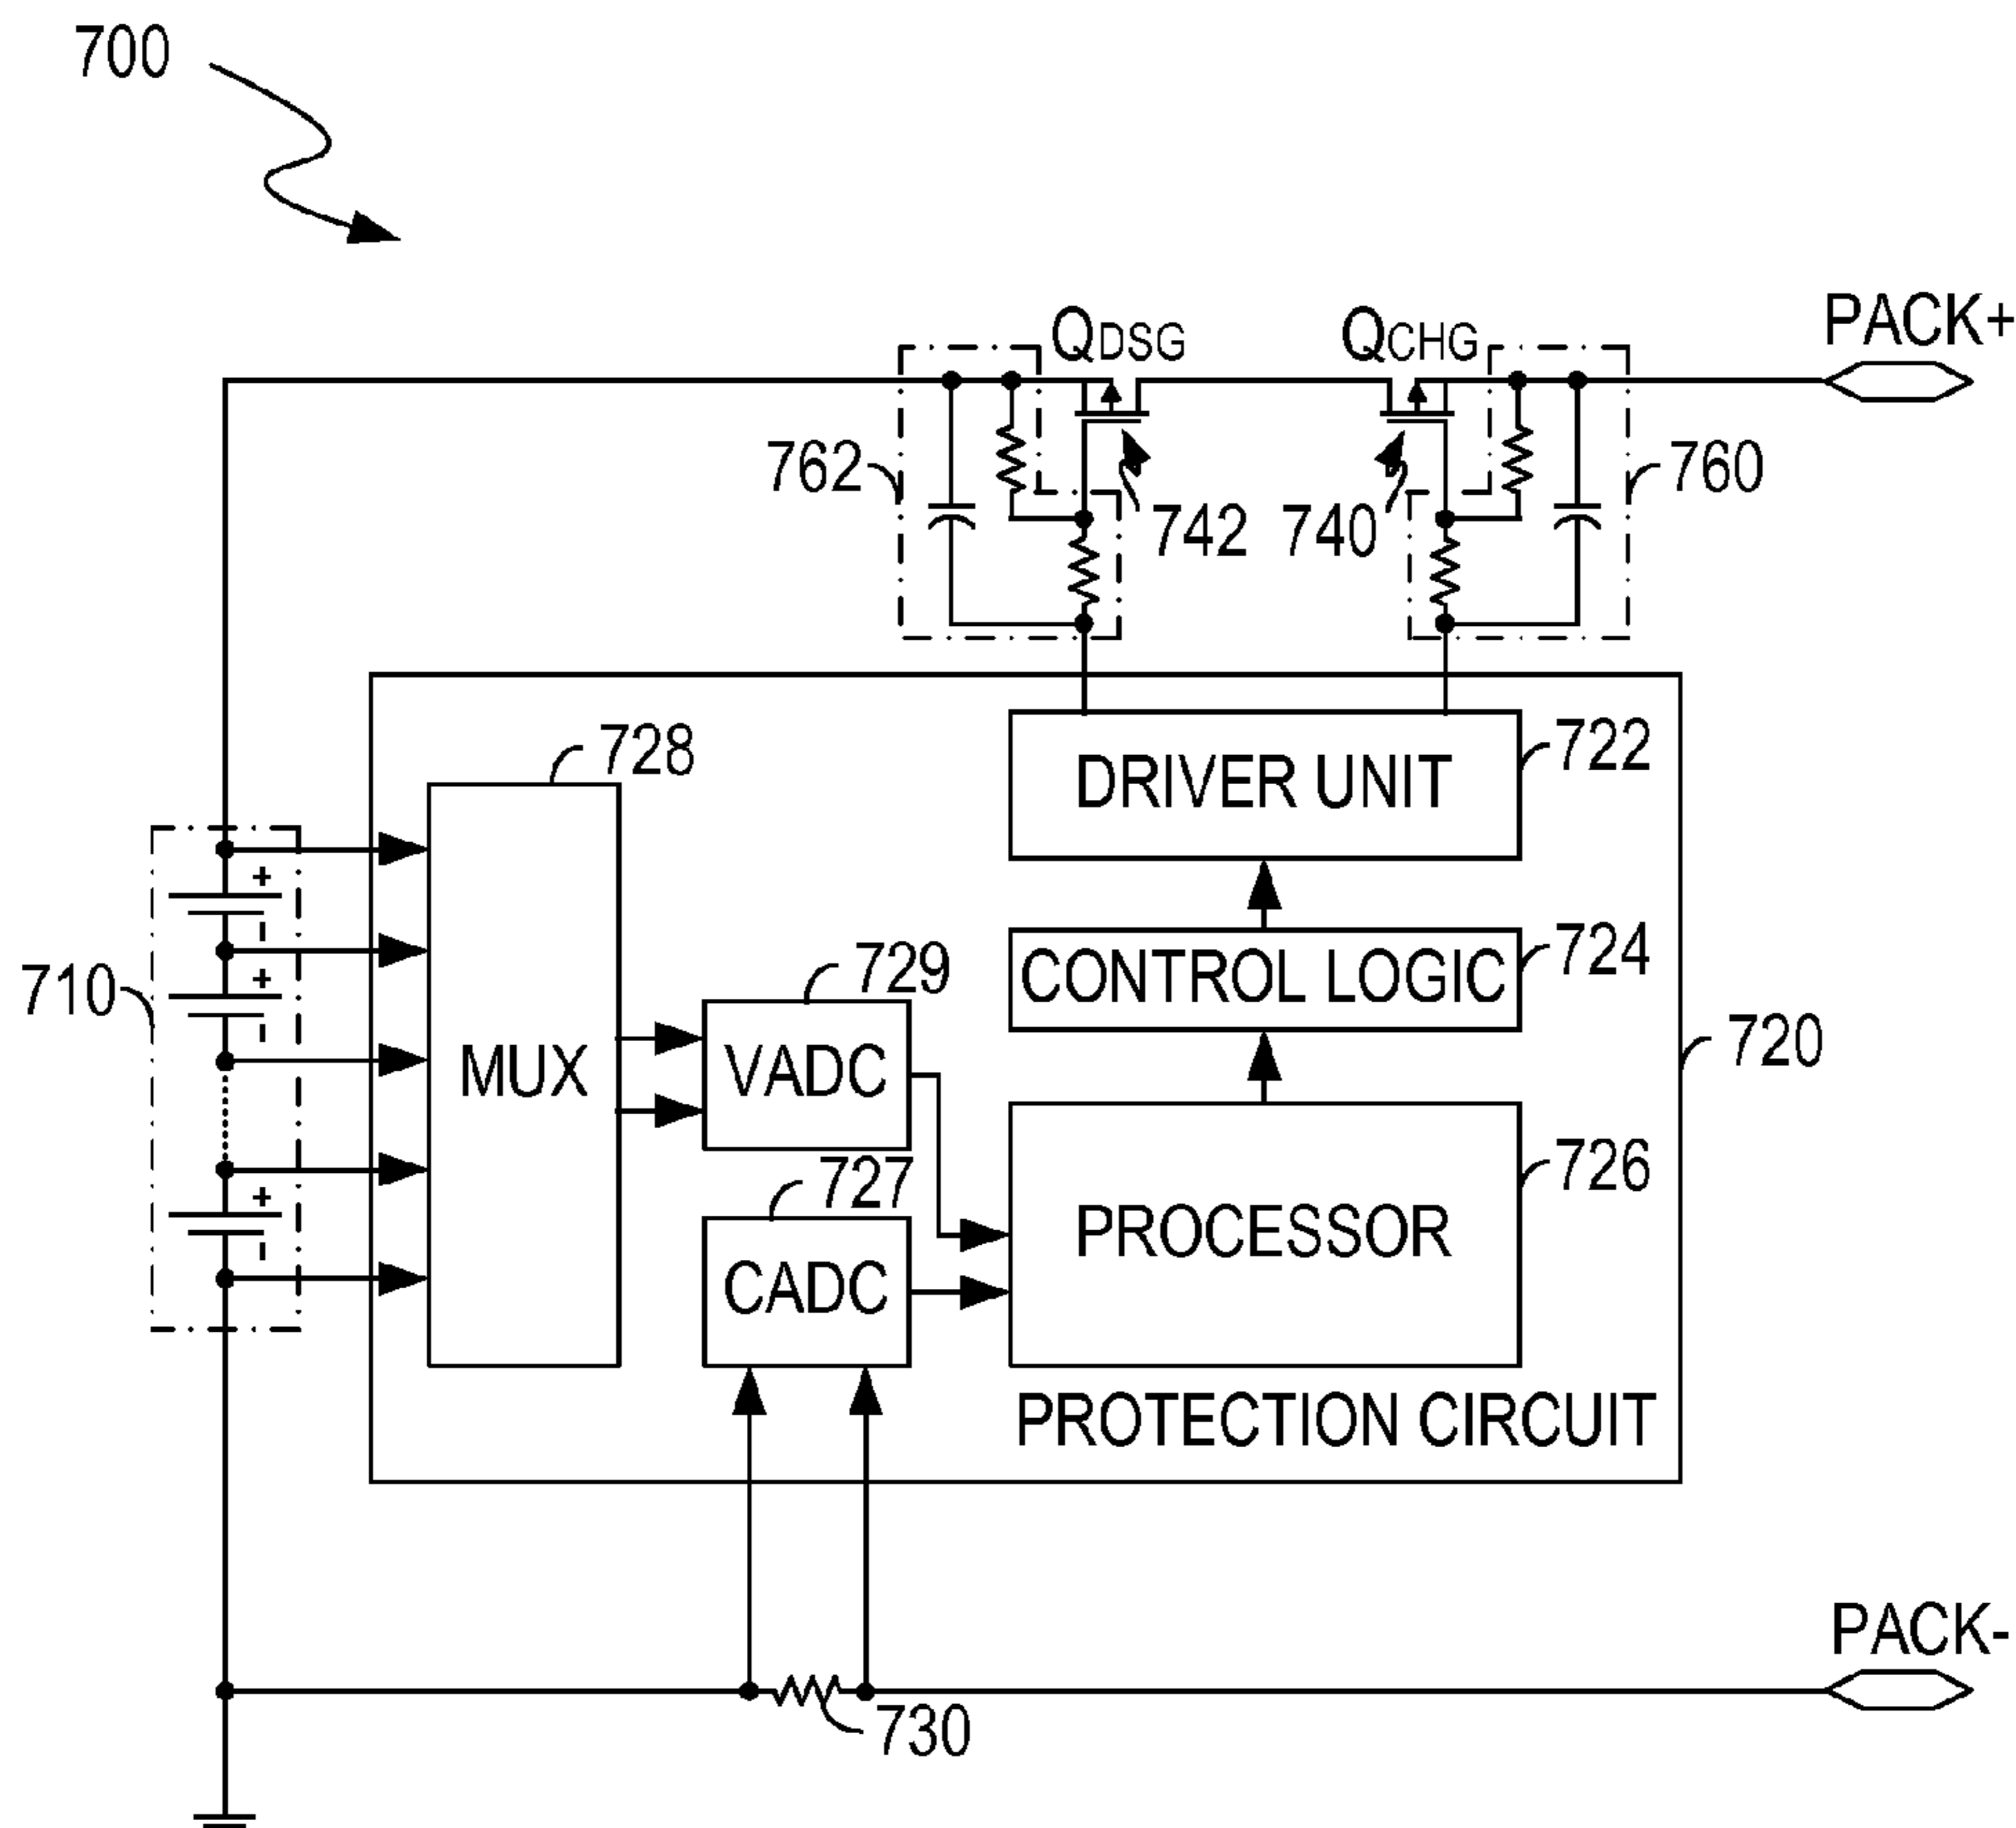 700
QDSG
QCHG
PACK+
762
742
740
760
728
DRIVER UNIT
722
710
729
CONTROL LOGIC
724
MUX
VADC
720
727
726
PROCESSOR
CADC
PROTECTION CIRCUIT
PACK-
730